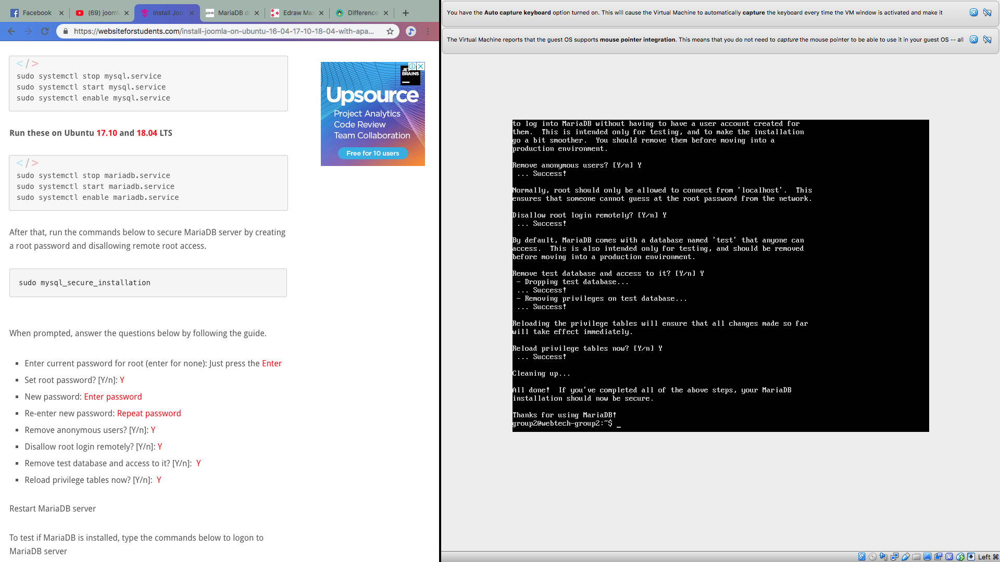 Facebook
(69) jooml
Install Joo
plesk
MariaDB d
Edraw Ma
Difference
https://websiteforstudents.com/install-joomla-on-ubuntu-16-04-17-10-18-04-with-apa...
</>
sudo systemctl stop mysql.service
sudo systemctl start mysql.service
sudo systemctl enable mysql.service
Run these on Ubuntu 17.10 and 18.04 LTS
</>
sudo systemctl stop mariadb.service
sudo systemctl start mariadb.service
sudo systemctl enable mariadb.service
After that, run the commands below to secure MariaDB server by creating
a root password and disallowing remote root access.
sudo mysql_secure_installation
When prompted, answer the questions below by following the guide.
Enter current password for root (enter for none): Just press the Enter
Set root password? [Y/n]: Y
New password: Enter password
Re-enter new password: Repeat password
Remove anonymous users? [Y/n]: Y
Disallow root login remotely? [Y/n]: Y
Remove test database and access to it? [Y/n]: Y
Reload privilege tables now? [Y/n]: Y
Restart MariaDB server
To test if MariaDB is installed, type the commands below to logon to
MariaDB server
JET
BRAINS
Upsource
Project Analytics
Code Review
Team Collaboration
Free for 10 users
You have the Auto capture keyboard option turned on. This will cause the Virtual Machine to automatically capture the keyboard every time the VM window is activated and make it
The Virtual Machine reports that the guest OS supports mouse pointer integration. This means that you do not need to capture the mouse pointer to be able to use it in your guest OS -- all
to log into MariaDB without having to have a user account created for
them.  This is intended only for testing, and to make the installation
go a bit smoother.  You should remove them before moving into a
production environment.
Remove anonymous users? [Y/n] Y
... Success!
Normally, root should only be allowed to connect from 'localhost'.  This
ensures that someone cannot guess at the root password from the network.
Disallow root login remotely? [Y/n] Y
... Success!
By default, MariaDB comes with a database named 'test' that anyone can
access.  This is also intended only for testing, and should be removed
before moving into a production environment.
Remove test database and access to it? [Y/n] Y
- Dropping test database...
... Success!
- Removing privileges on test database...
... Success!
Reloading the privilege tables will ensure that all changes made so far
will take effect immediately.
Reload privilege tables now? [Y/n] Y
... Success!
Cleaning up...
All done!  If you've completed all of the above steps, your MariaDB
installation should now be secure.
Thanks for using MariaDB!
group2@webtech-group2:~$ _
Left ⌘